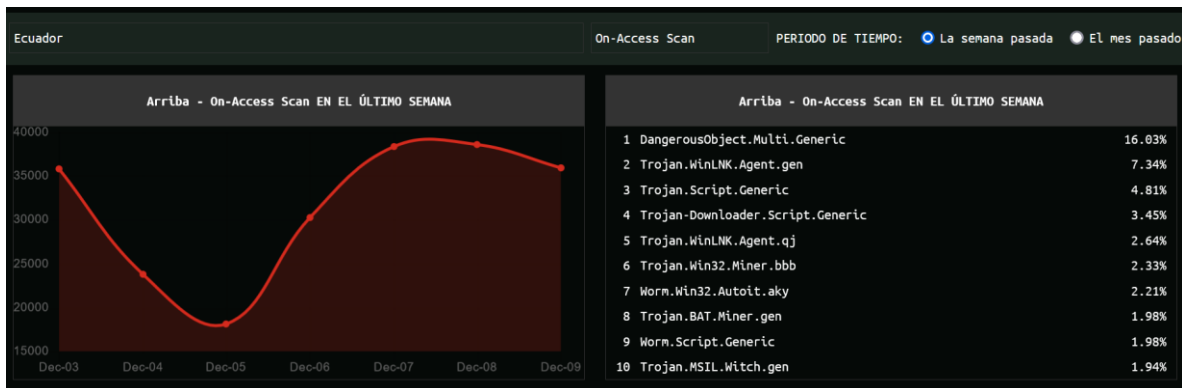 Ecuador
On-Access Scan
PERIODO DE TIEMPO: La semana pasada El mes pasado
Arriba - On-Access Scan EN EL ÚLTIMO SEMANA
40000
35000
30000
25000
20000
15000
Dec-03 Dec-04 Dec-05 Dec-06 Dec-07 Dec-08 Dec-09
Arriba - On-Access Scan EN EL ÚLTIMO SEMANA
1 DangerousObject.Multi.Generic 16.03%
2 Trojan.WinLNK.Agent.gen 7.34%
3 Trojan.Script.Generic 4.81%
4 Trojan-Downloader.Script.Generic 3.45%
5 Trojan.WinLNK.Agent.qj 2.64%
6 Trojan.Win32.Miner.bbb 2.33%
7 Worm.Win32.Autoit.aky 2.21%
8 Trojan.BAT.Miner.gen 1.98%
9 Worm.Script.Generic 1.98%
10 Trojan.MSIL.Witch.gen 1.94%